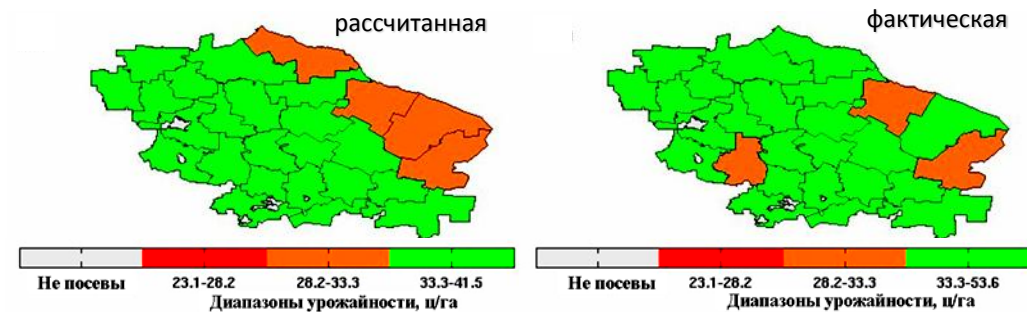 рассчитанная
фактическая
Не посевы 23.1-28.2 28.2-33.3 33.3-41.5
Диапазоны урожайности, ц/га
Не посевы 23.1-28.2 28.2-33.3 33.3-53.6
Диапазоны урожайности, ц/га